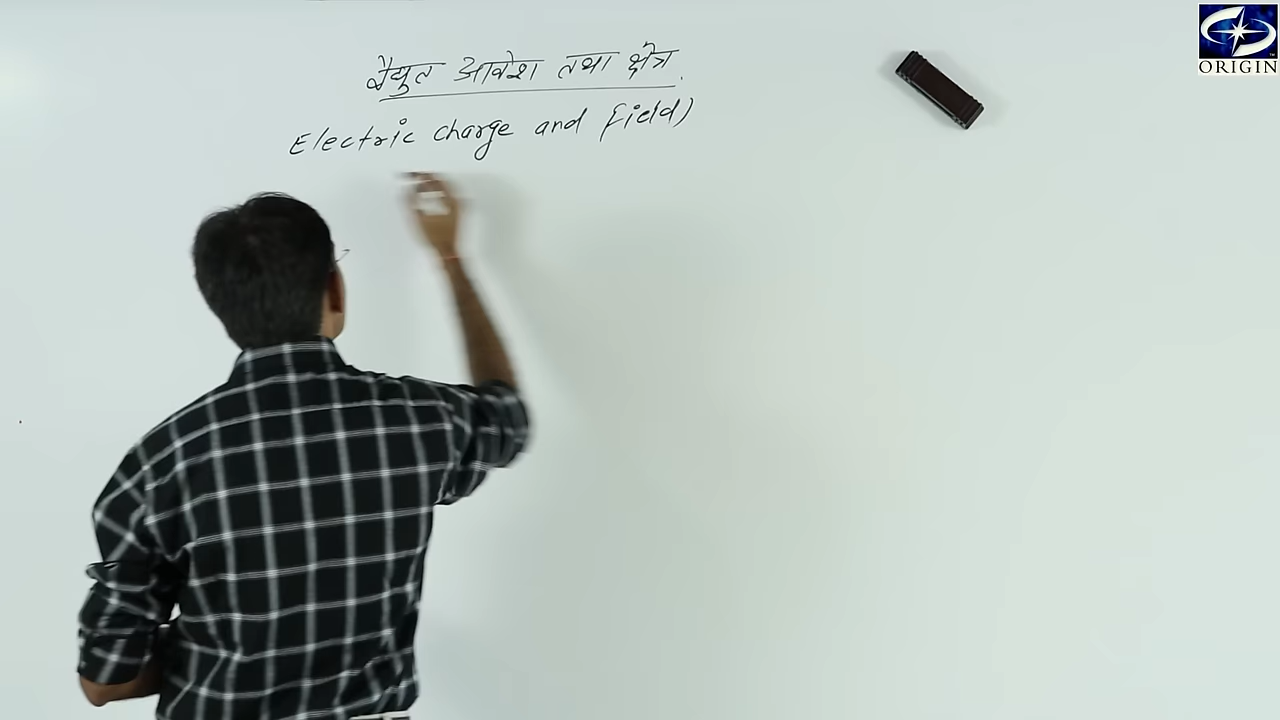 वैद्युत आवेश तथा क्षेत्र
Electric charge and field)
ORIGIN